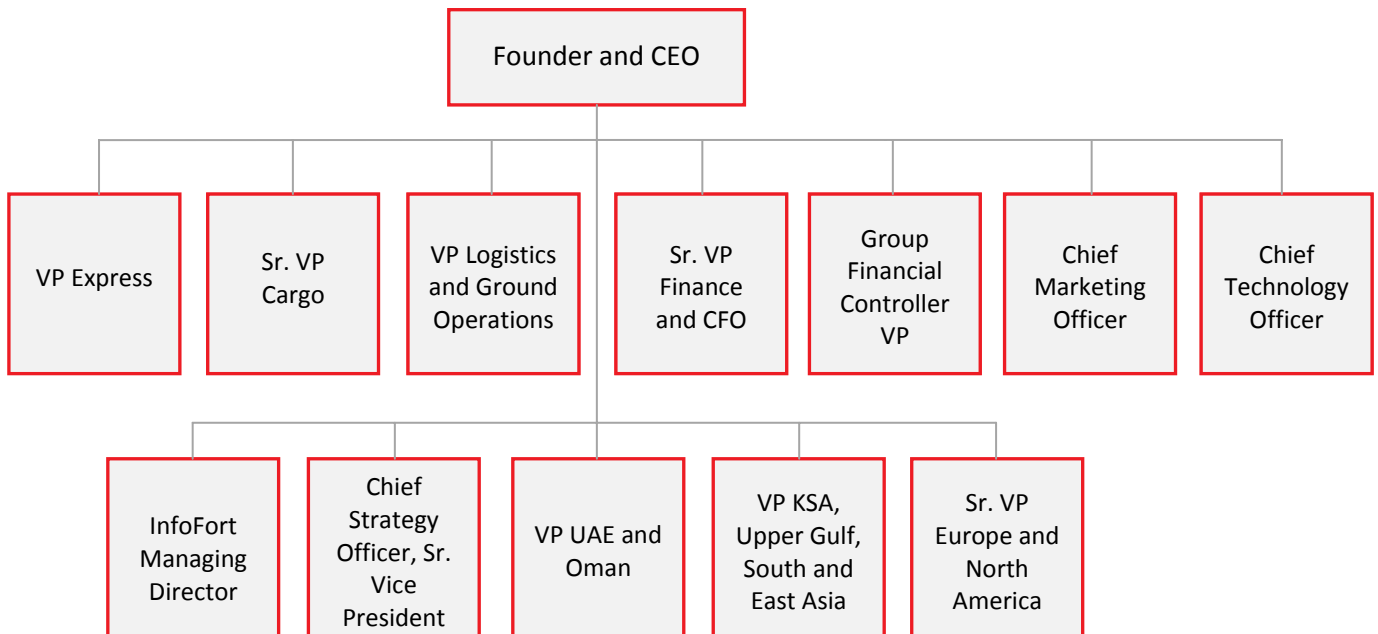 Founder and CEO
VP Express
Sr. VP
Cargo
VP Logistics
and Ground
Operations
Sr. VP
Finance
and CFO
Group
Financial
Controller
VP
Chief
Marketing
Officer
Chief
Technology
Officer
InfoFort
Managing
Director
Chief
Strategy
Officer, Sr.
Vice
President
VP UAE and
Oman
VP KSA,
Upper Gulf,
South and
East Asia
Sr. VP
Europe and
North
America